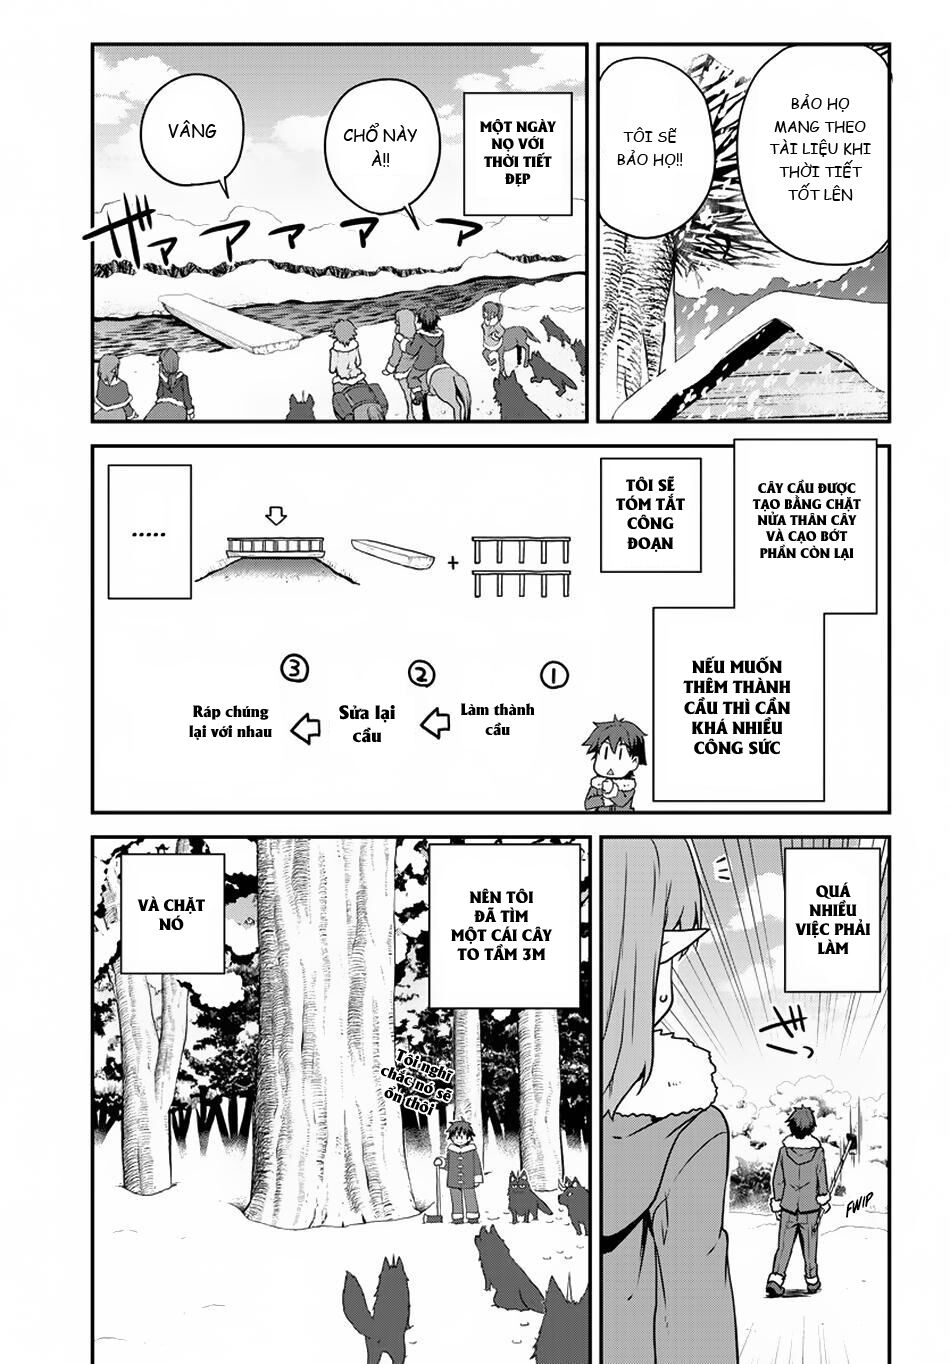 BẢO HỌ
MANG THEO
TÀI LIỆU KHI
THỜI TIẾT
TỐT LÊN
TÔI SẼ
BẢO HỌ!!
MỘT NGÀY
NỌ VỚI
THỜI TIẾT
ĐẸP
CHỔ NÀY
À!!
VÂNG
ザァァァァァ
CÂY CẦU ĐƯỢC
TẠO BẰNG CHẶT
NỬA THÂN CÂY
VÀ CẠO BỚT
PHẦN CÒN LẠI
TÔI SẼ
TÓM TẮT
CÔNG
ĐOẠN
.....
+
NẾU MUỐN
THÊM THÀNH
CẦU THÌ CẦN
KHÁ NHIỀU
CÔNG SỨC
①
Làm thành
cầu
②
Sửa lại
cầu
③
Ráp chúng
lại với nhau
QUÁ
NHIỀU
VIỆC PHẢI
LÀM
FWIP
NÊN TÔI
ĐÃ TÌM
MỘT CÁI CÂY
TO TẦM 3M
VÀ CHẶT
NÓ
Tôi nghĩ
chắc nó sẽ
ổn thôi